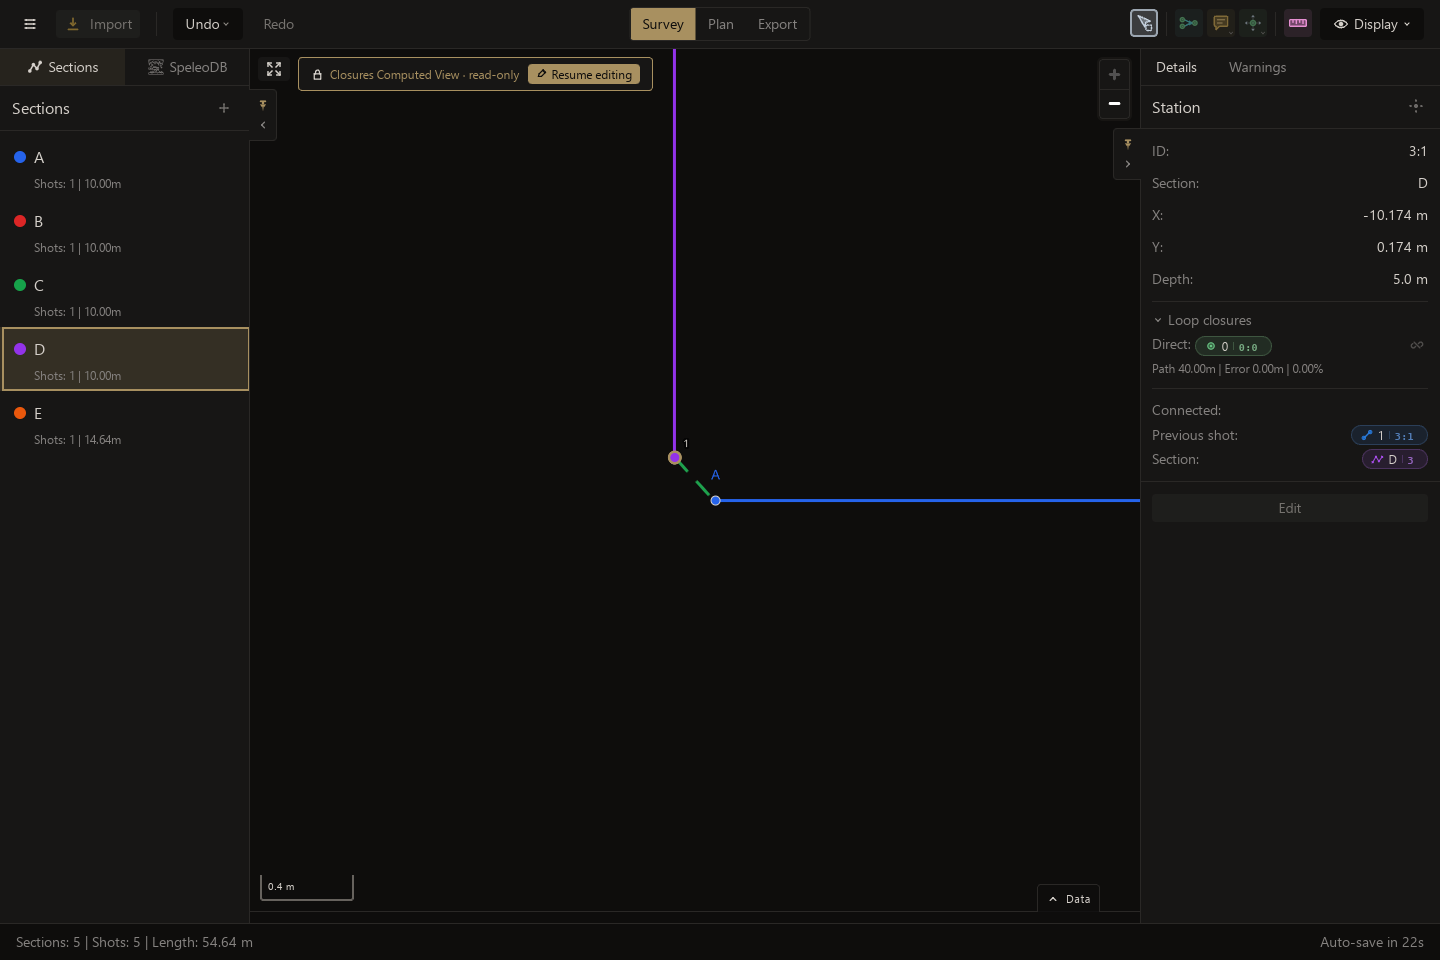 Import
Undo
Redo
Survey
Plan
Export
Display
Sections
SpeleoDB
Sections
A
Shots: 1 | 10.00m
B
Shots: 1 | 10.00m
C
Shots: 1 | 10.00m
D
Shots: 1 | 10.00m
E
Shots: 1 | 14.64m
Closures Computed View · read-only
Resume editing
1
A
0.4 m
Data
Details
Warnings
Station
ID: 3:1
Section: D
X: -10.174 m
Y: 0.174 m
Depth: 5.0 m
Loop closures
Direct: 0 0:0
Path 40.00m | Error 0.00m | 0.00%
Connected:
Previous shot: 1 3:1
Section: D 3
Edit
Sections: 5 | Shots: 5 | Length: 54.64 m
Auto-save in 22s